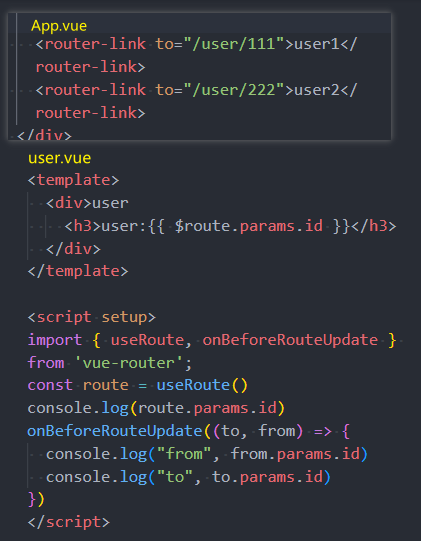 App.vue
<router-link to="/user/111">user1</
router-link>
<router-link to="/user/222">user2</
router-link>
</div>
user.vue
<template>
<div>user
<h3>user:{{ $route.params.id }}</h3>
</div>
</template>
<script setup>
import { useRoute, onBeforeRouteUpdate }
from 'vue-router';
const route = useRoute()
console.log(route.params.id)
onBeforeRouteUpdate((to, from) => {
console.log("from", from.params.id)
console.log("to", to.params.id)
})
</script>